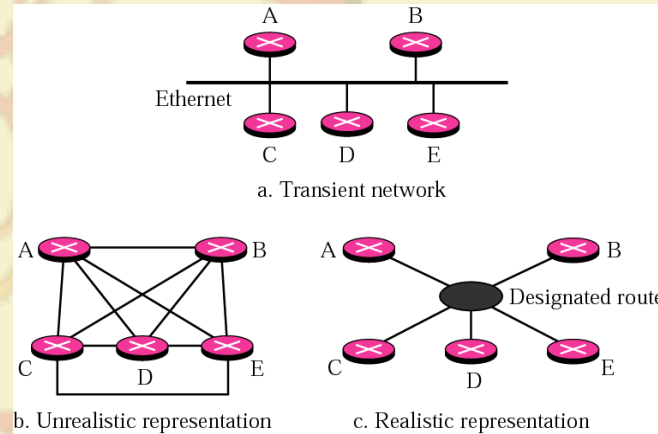 A B
Ethernet
C D E
a. Transient network
A B
C D E
b. Unrealistic representation
A B
Designated route
C D E
c. Realistic representation